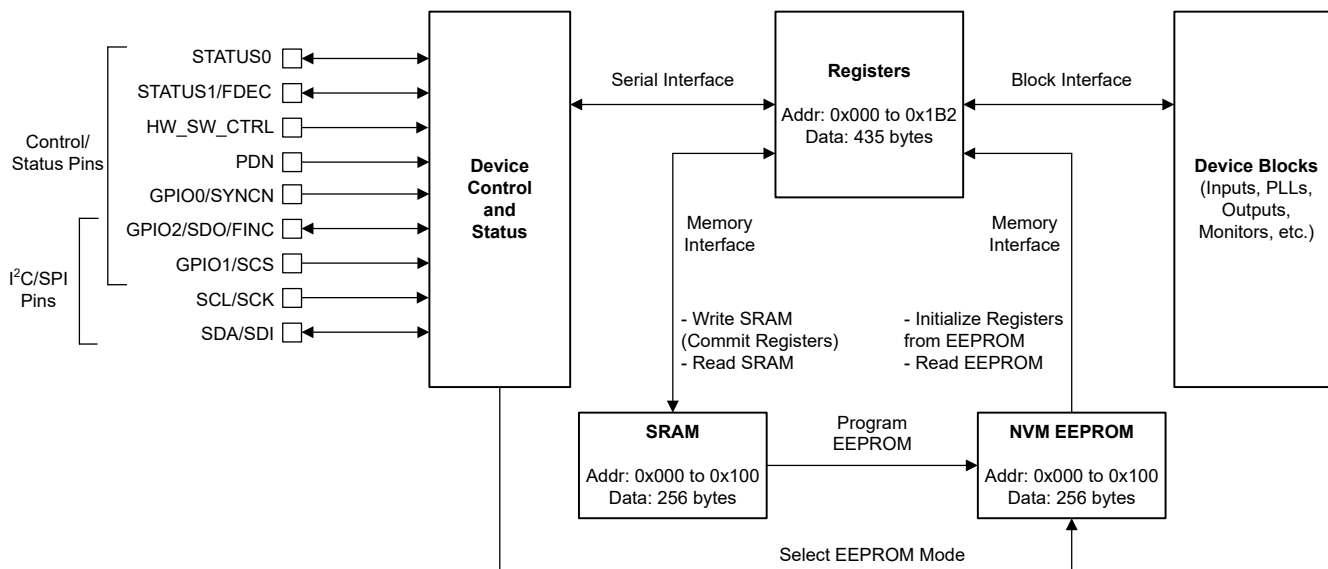 STATUS0
STATUS1/FDEC
HW_SW_CTRL
PDN
GPIO0/SYNCN
GPIO2/SDO/FINC
GPIO1/SCS
SCL/SCK
SDA/SDI
Control/
Status Pins
I²C/SPI
Pins
Device
Control
and
Status
Serial Interface
Registers
Addr: 0x000 to 0x1B2
Data: 435 bytes
Block Interface
Device Blocks
(Inputs, PLLs,
Outputs,
Monitors, etc.)
Memory
Interface
Memory
Interface
- Write SRAM
(Commit Registers)
- Read SRAM
- Initialize Registers
from EEPROM
- Read EEPROM
SRAM
Addr: 0x000 to 0x100
Data: 256 bytes
Program
EEPROM
NVM EEPROM
Addr: 0x000 to 0x100
Data: 256 bytes
Select EEPROM Mode